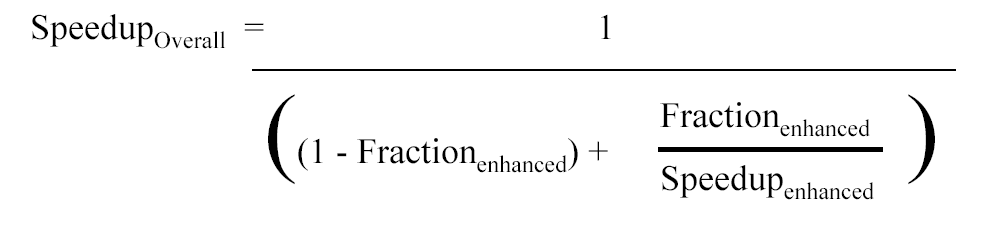 Speedup_Overall = 1
((1 - Fraction_enhanced) + Fraction_enhanced
Speedup_enhanced)